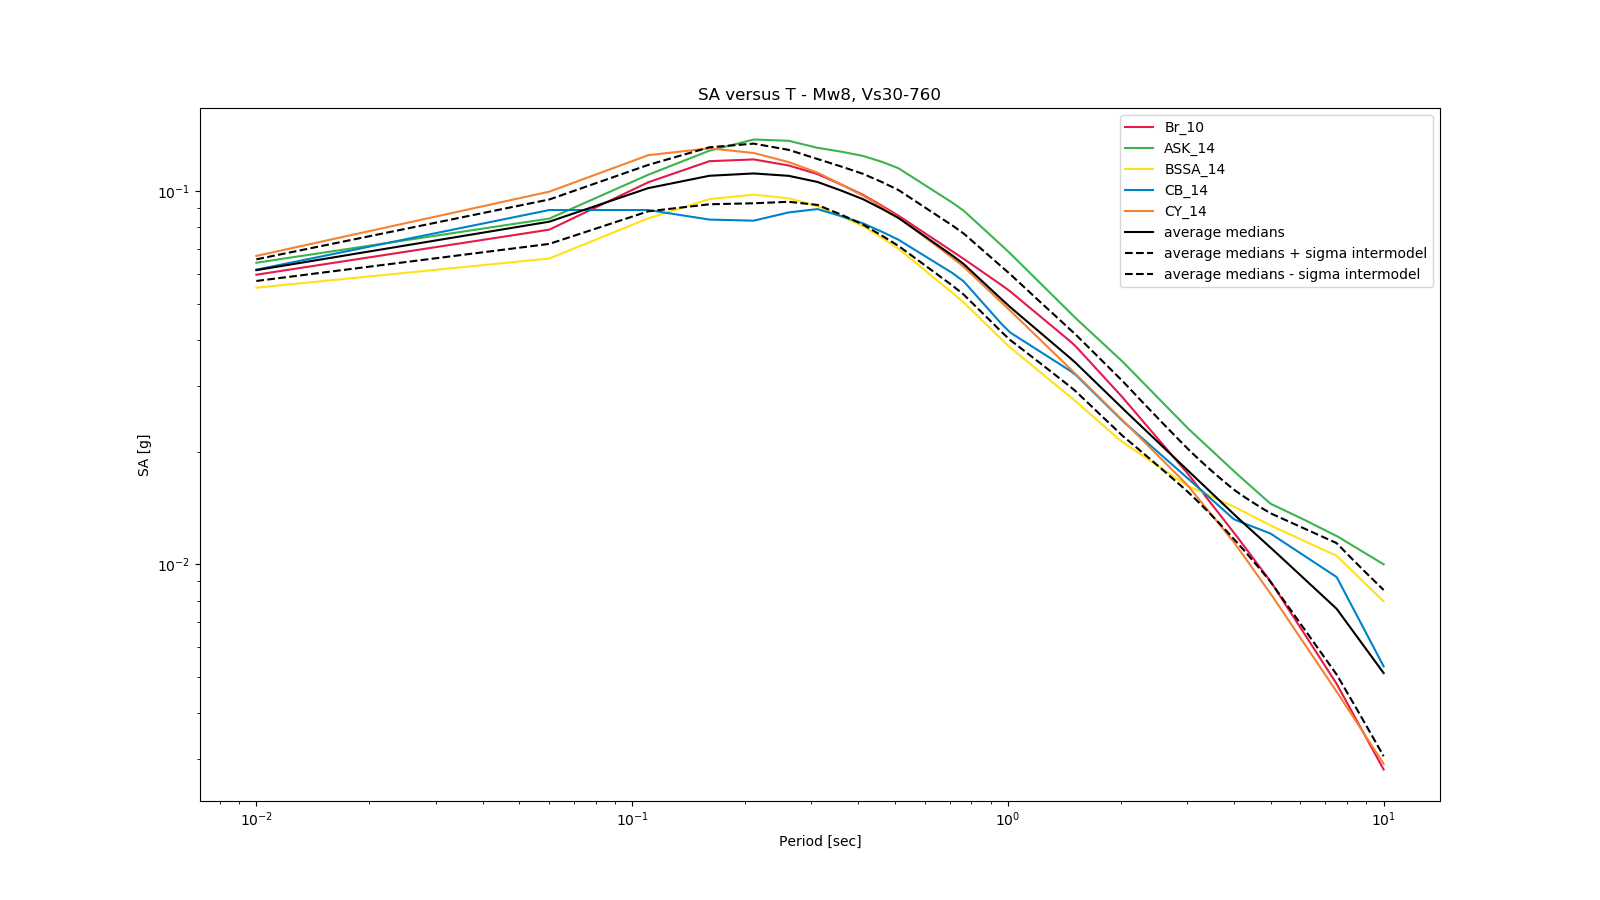 SA versus T - Mw8, Vs30-760
Br_10
ASK_14
BSSA_14
CB_14
CY_14
average medians
average medians + sigma intermodel
average medians - sigma intermodel
SA [g]
10⁻¹
10⁻²
10⁻² 10⁻¹ 10⁰ 10¹
Period [sec]